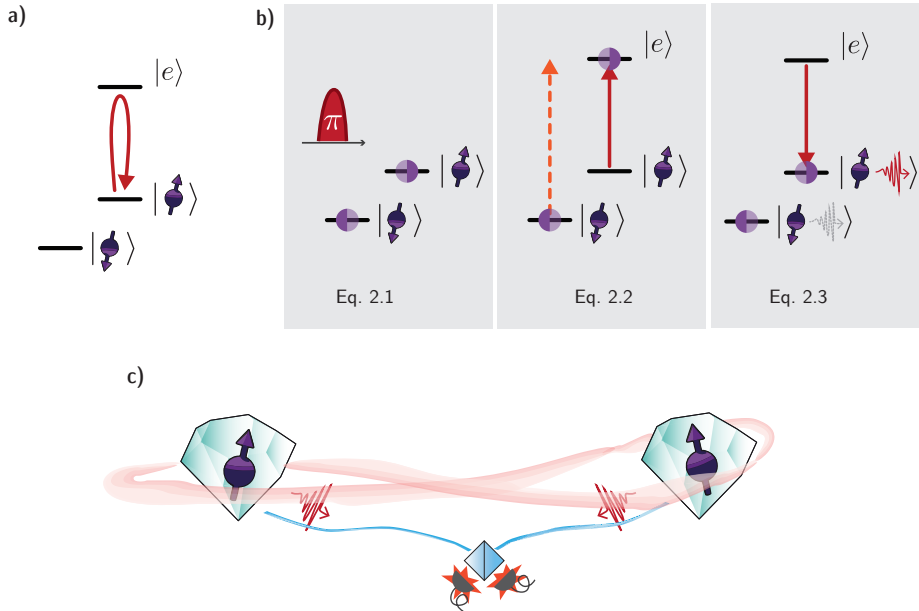 a)
|e⟩
| ⟩
| ⟩
b)
π
| ⟩
| ⟩
Eq. 2.1
|e⟩
| ⟩
| ⟩
Eq. 2.2
|e⟩
| ⟩
| ⟩
Eq. 2.3
c)